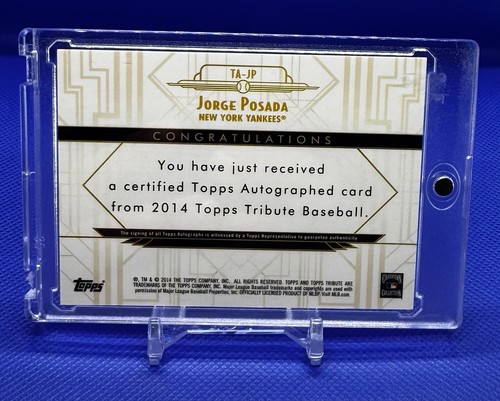 TA-JP
JORGE POSADA
NEW YORK YANKEES®
CONGRATULATIONS
You have just received
a certified Topps Autographed card
from 2014 Topps Tribute Baseball.
The signing of all Topps Autographs is witnessed by a Topps Representative to guarantee authenticity
Topps
®, TM & © 2014 THE TOPPS COMPANY, INC. ALL RIGHTS RESERVED. TOPPS AND TOPPS TRIBUTE ARE
TRADEMARKS OF THE TOPPS COMPANY, INC. Major League Baseball trademarks and copyrights are used with
permission of Major League Baseball Properties, Inc. OFFICIALLY LICENSED PRODUCT OF MLBP. Visit MLB.com.